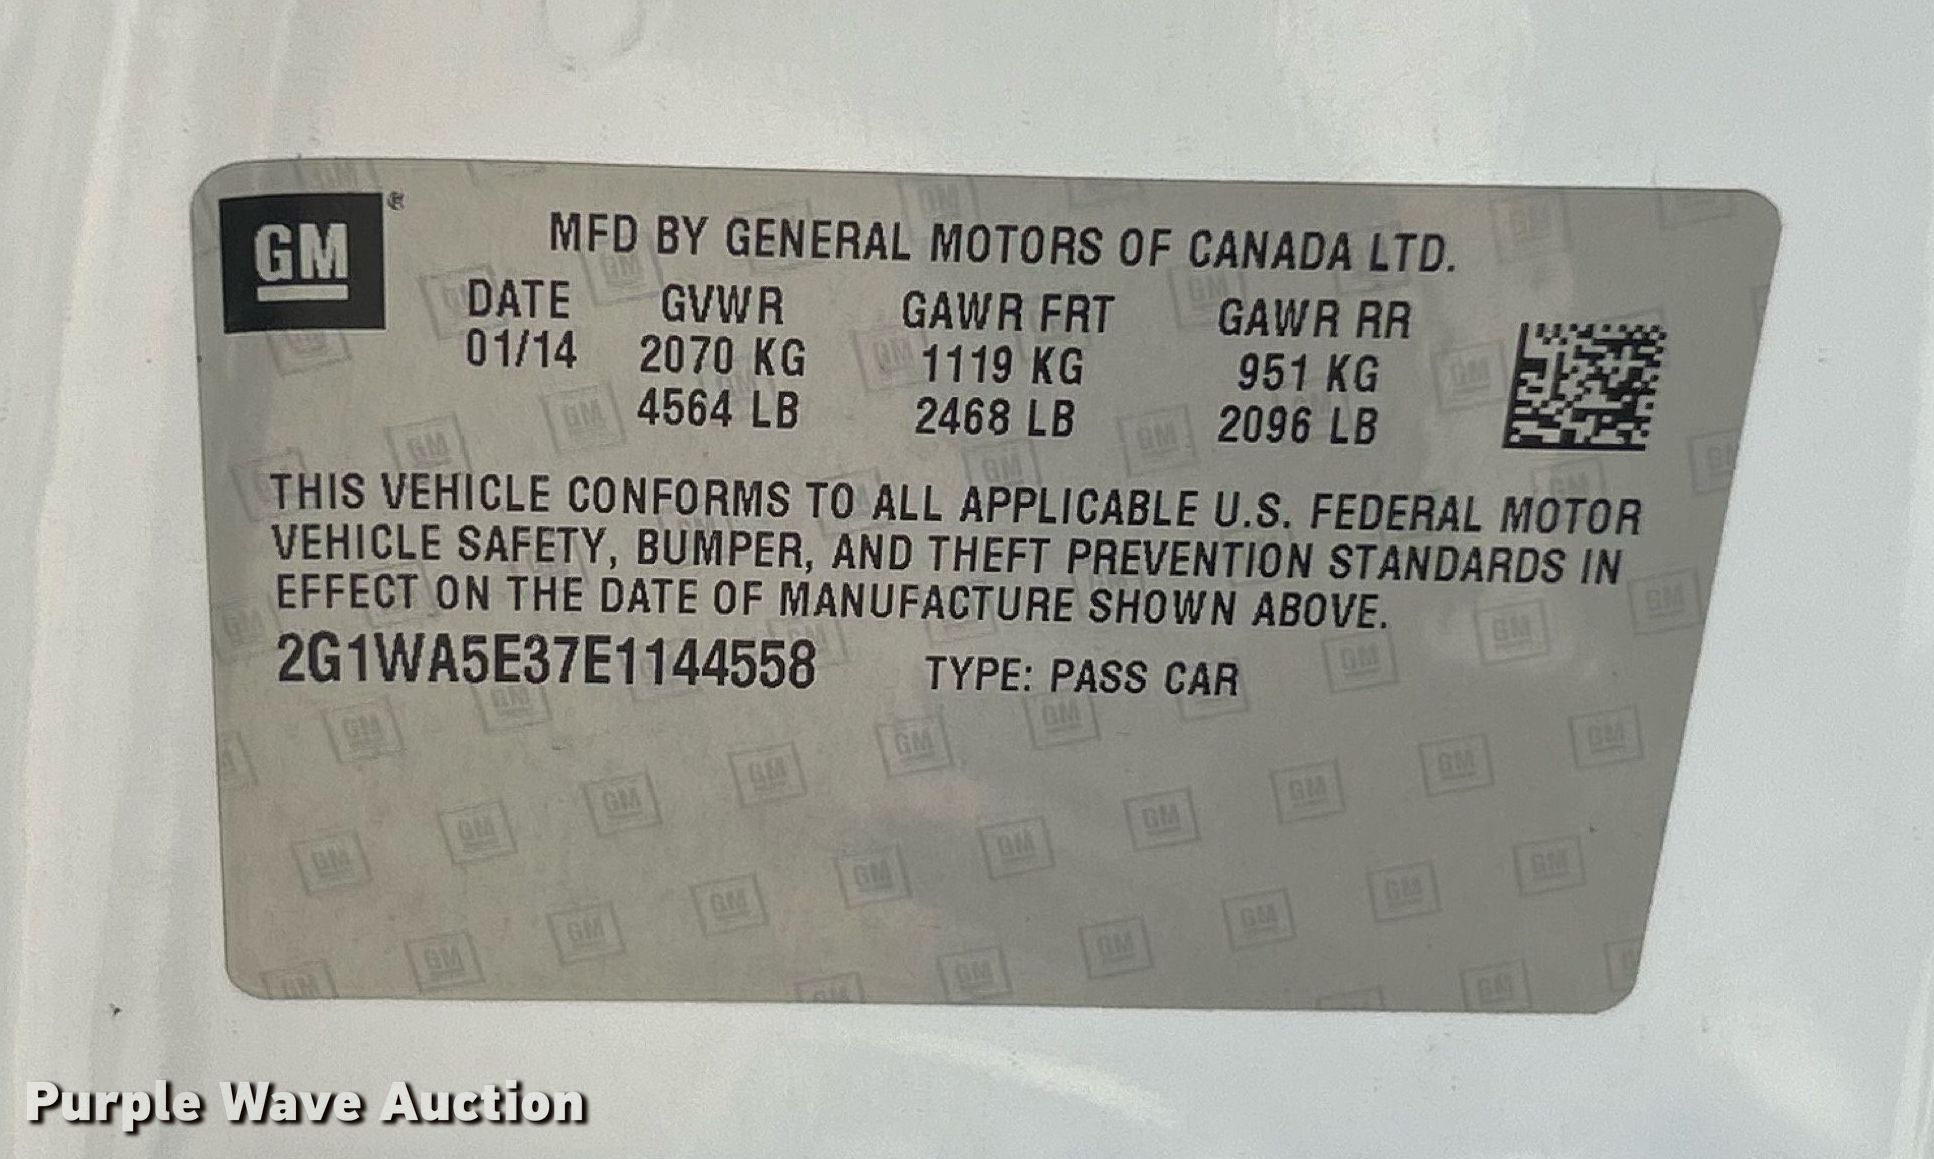 GM ®
MFD BY GENERAL MOTORS OF CANADA LTD.
DATE GVWR GAWR FRT GAWR RR
01/14 2070 KG 1119 KG 951 KG
4564 LB 2468 LB 2096 LB
THIS VEHICLE CONFORMS TO ALL APPLICABLE U.S. FEDERAL MOTOR
VEHICLE SAFETY, BUMPER, AND THEFT PREVENTION STANDARDS IN
EFFECT ON THE DATE OF MANUFACTURE SHOWN ABOVE.
2G1WA5E37E1144558 TYPE: PASS CAR
Purple Wave Auction